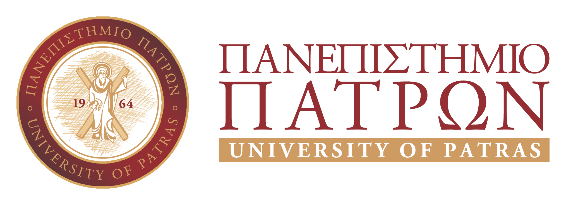 ΠΑΝΕΠΙΣΤΗΜΙΟ ΠΑΤΡΩΝ
19 64
UNIVERSITY OF PATRAS
ΠΑΝΕΠΙΣΤΗΜΙΟ
ΠΑΤΡΩΝ
UNIVERSITY OF PATRAS